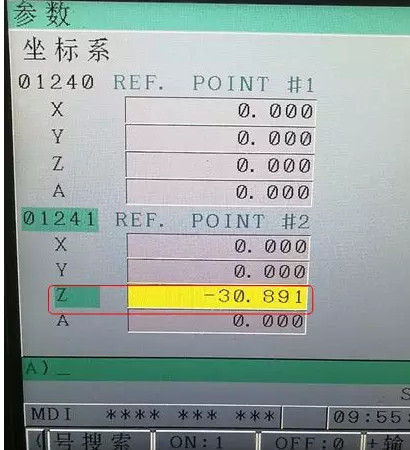 参数
坐标系
01240 REF. POINT #1
X 0.000
Y 0.000
Z 0.000
A 0.000
01241 REF. POINT #2
X 0.000
Y 0.000
Z -30.891
A 0.000
A)_
S
MDI **** *** *** 09:55:
(号搜索 ON:1 OFF:0 +输